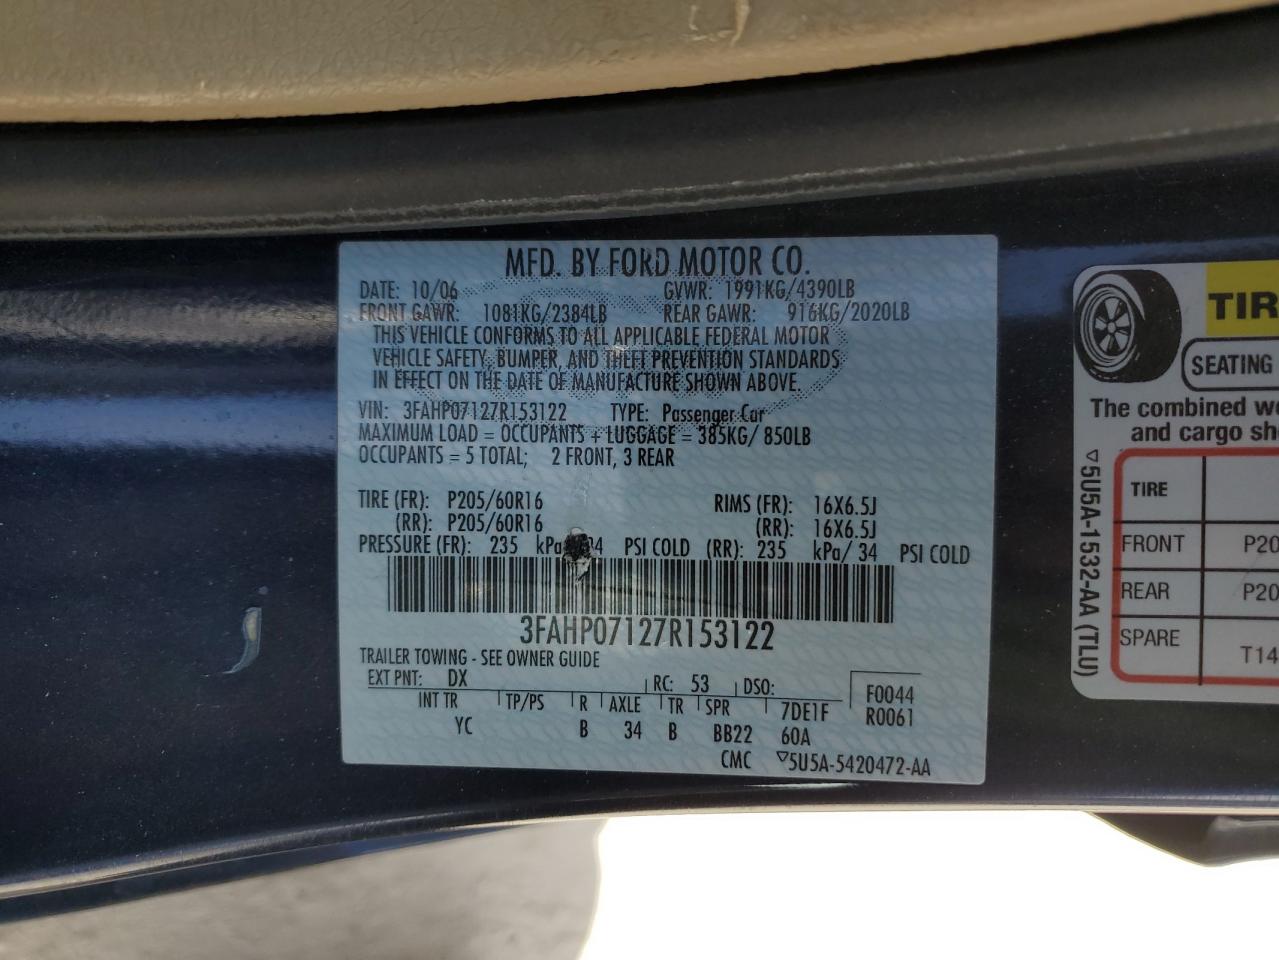 MFD. BY FORD MOTOR CO.
DATE: 10/06 GVWR: 1991KG/4390LB
FRONT GAWR: 1081KG/2384LB REAR GAWR: 916KG/2020LB
THIS VEHICLE CONFORMS TO ALL APPLICABLE FEDERAL MOTOR
VEHICLE SAFETY, BUMPER, AND THEFT PREVENTION STANDARDS
IN EFFECT ON THE DATE OF MANUFACTURE SHOWN ABOVE.
VIN: 3FAHP07127R153122 TYPE: Passenger Car
MAXIMUM LOAD = OCCUPANTS + LUGGAGE = 385KG/ 850LB
OCCUPANTS = 5 TOTAL; 2 FRONT, 3 REAR
TIRE (FR): P205/60R16 RIMS (FR): 16X6.5J
(RR): P205/60R16 (RR): 16X6.5J
PRESSURE (FR): 235 kPa/ 4 PSI COLD (RR): 235 kPa/ 34 PSI COLD
3FAHP07127R153122
TRAILER TOWING - SEE OWNER GUIDE
EXT PNT: DX RC: 53 DSO: F0044
INT TR TP/PS R AXLE TR SPR 7DE1F R0061
YC B 34 B BB22 60A
CMC ▽5U5A-5420472-AA
TIR
SEATING
The combined w
and cargo sh
TIRE
FRONT P20
REAR P20
SPARE T14
▽5U5A-1532-AA (TLU)